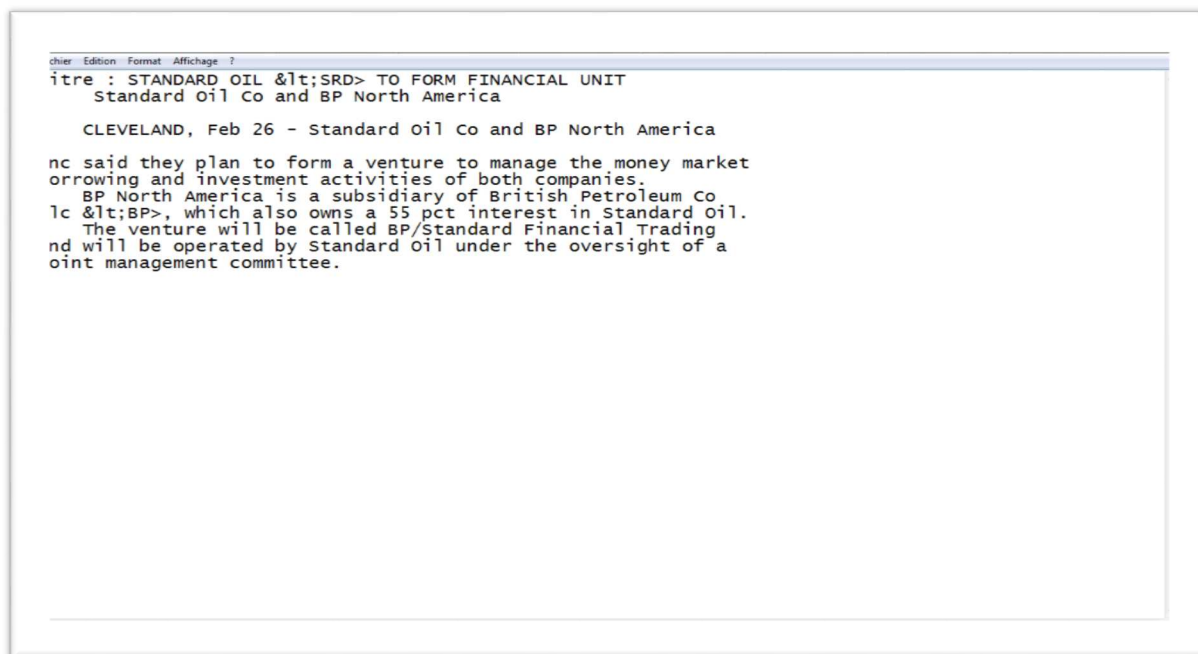 chier Edition Format Affichage ?
itre : STANDARD OIL &lt;SRD> TO FORM FINANCIAL UNIT
Standard Oil Co and BP North America
CLEVELAND, Feb 26 - Standard Oil Co and BP North America
nc said they plan to form a venture to manage the money market
orrowing and investment activities of both companies.
BP North America is a subsidiary of British Petroleum Co
lc &lt;BP>, which also owns a 55 pct interest in Standard Oil.
The venture will be called BP/Standard Financial Trading
nd will be operated by Standard Oil under the oversight of a
oint management committee.